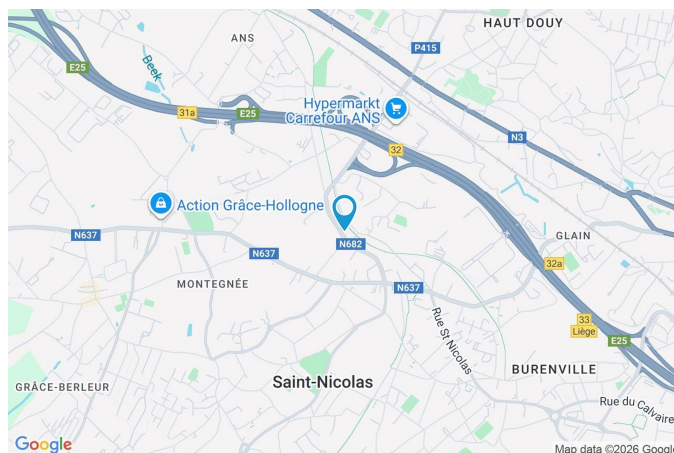 HAUT DOUY
ANS
P415
Beek
E25
Hypermarkt
Carrefour ANS
31a
E25
32
N3
Action Grâce-Hollogne
N637
N682
GLAIN
N637
32a
MONTEGNÉE
N637
33
Liège
Rue St Nicolas
E25
GRÂCE-BERLEUR
Saint-Nicolas
BURENVILLE
Rue du Calvaire
Google
Map data ©2026 Google